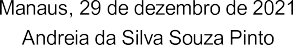 Manaus, 29 de dezembro de 2021
Andreia da Silva Souza Pinto